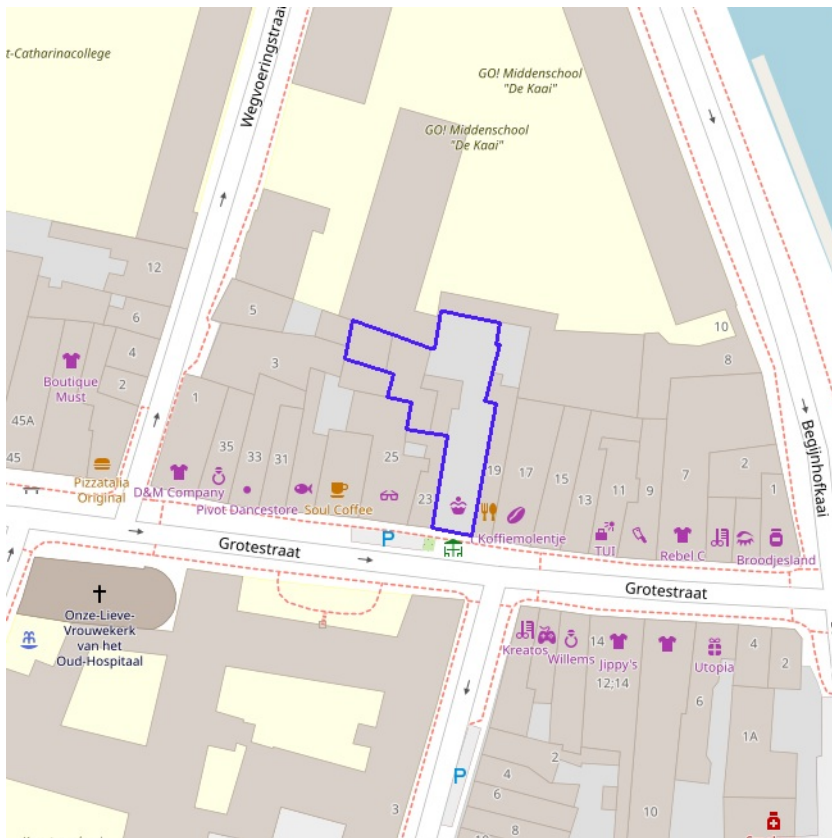 t-Catharinacollege
Wegvoeringstraat
GO! Middenschool
"De Kaai"
GO! Middenschool
"De Kaai"
12
6
4
2
5
3
1
10
8
Boutique
Must
45A
45
Pizzatalia
Original
D&M Company
35
33
31
Pivot Dancestore
Soul Coffee
25
23
19
17
15
13
11
9
7
2
1
Koffiemolentje
TUI
Rebel C
Broodjesland
Begijnhofkaai
P
Grotestraat
Grotestraat
Onze-Lieve-
Vrouwekerk
van het
Oud-Hospitaal
Kreatos
Willems
14
Jippy's
12;14
Utopia
4
2
6
1A
2
4
6
8
10
3
P